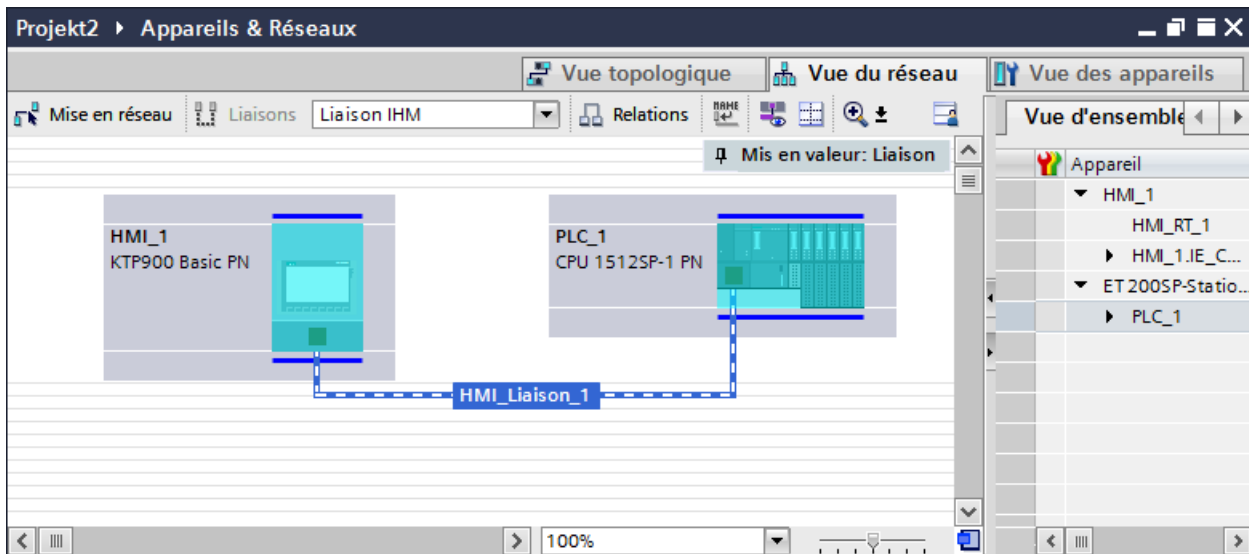 Projekt2 ▸ Appareils & Réseaux
Vue topologique Vue du réseau Vue des appareils
Mise en réseau Liaisons Liaison IHM Relations Vue d'ensemble
Mis en valeur: Liaison
Appareil
HMI_1
HMI_RT_1
HMI_1.IE_C...
ET 200SP-Statio...
PLC_1
HMI_1
KTP900 Basic PN
PLC_1
CPU 1512SP-1 PN
HMI_Liaison_1
100%